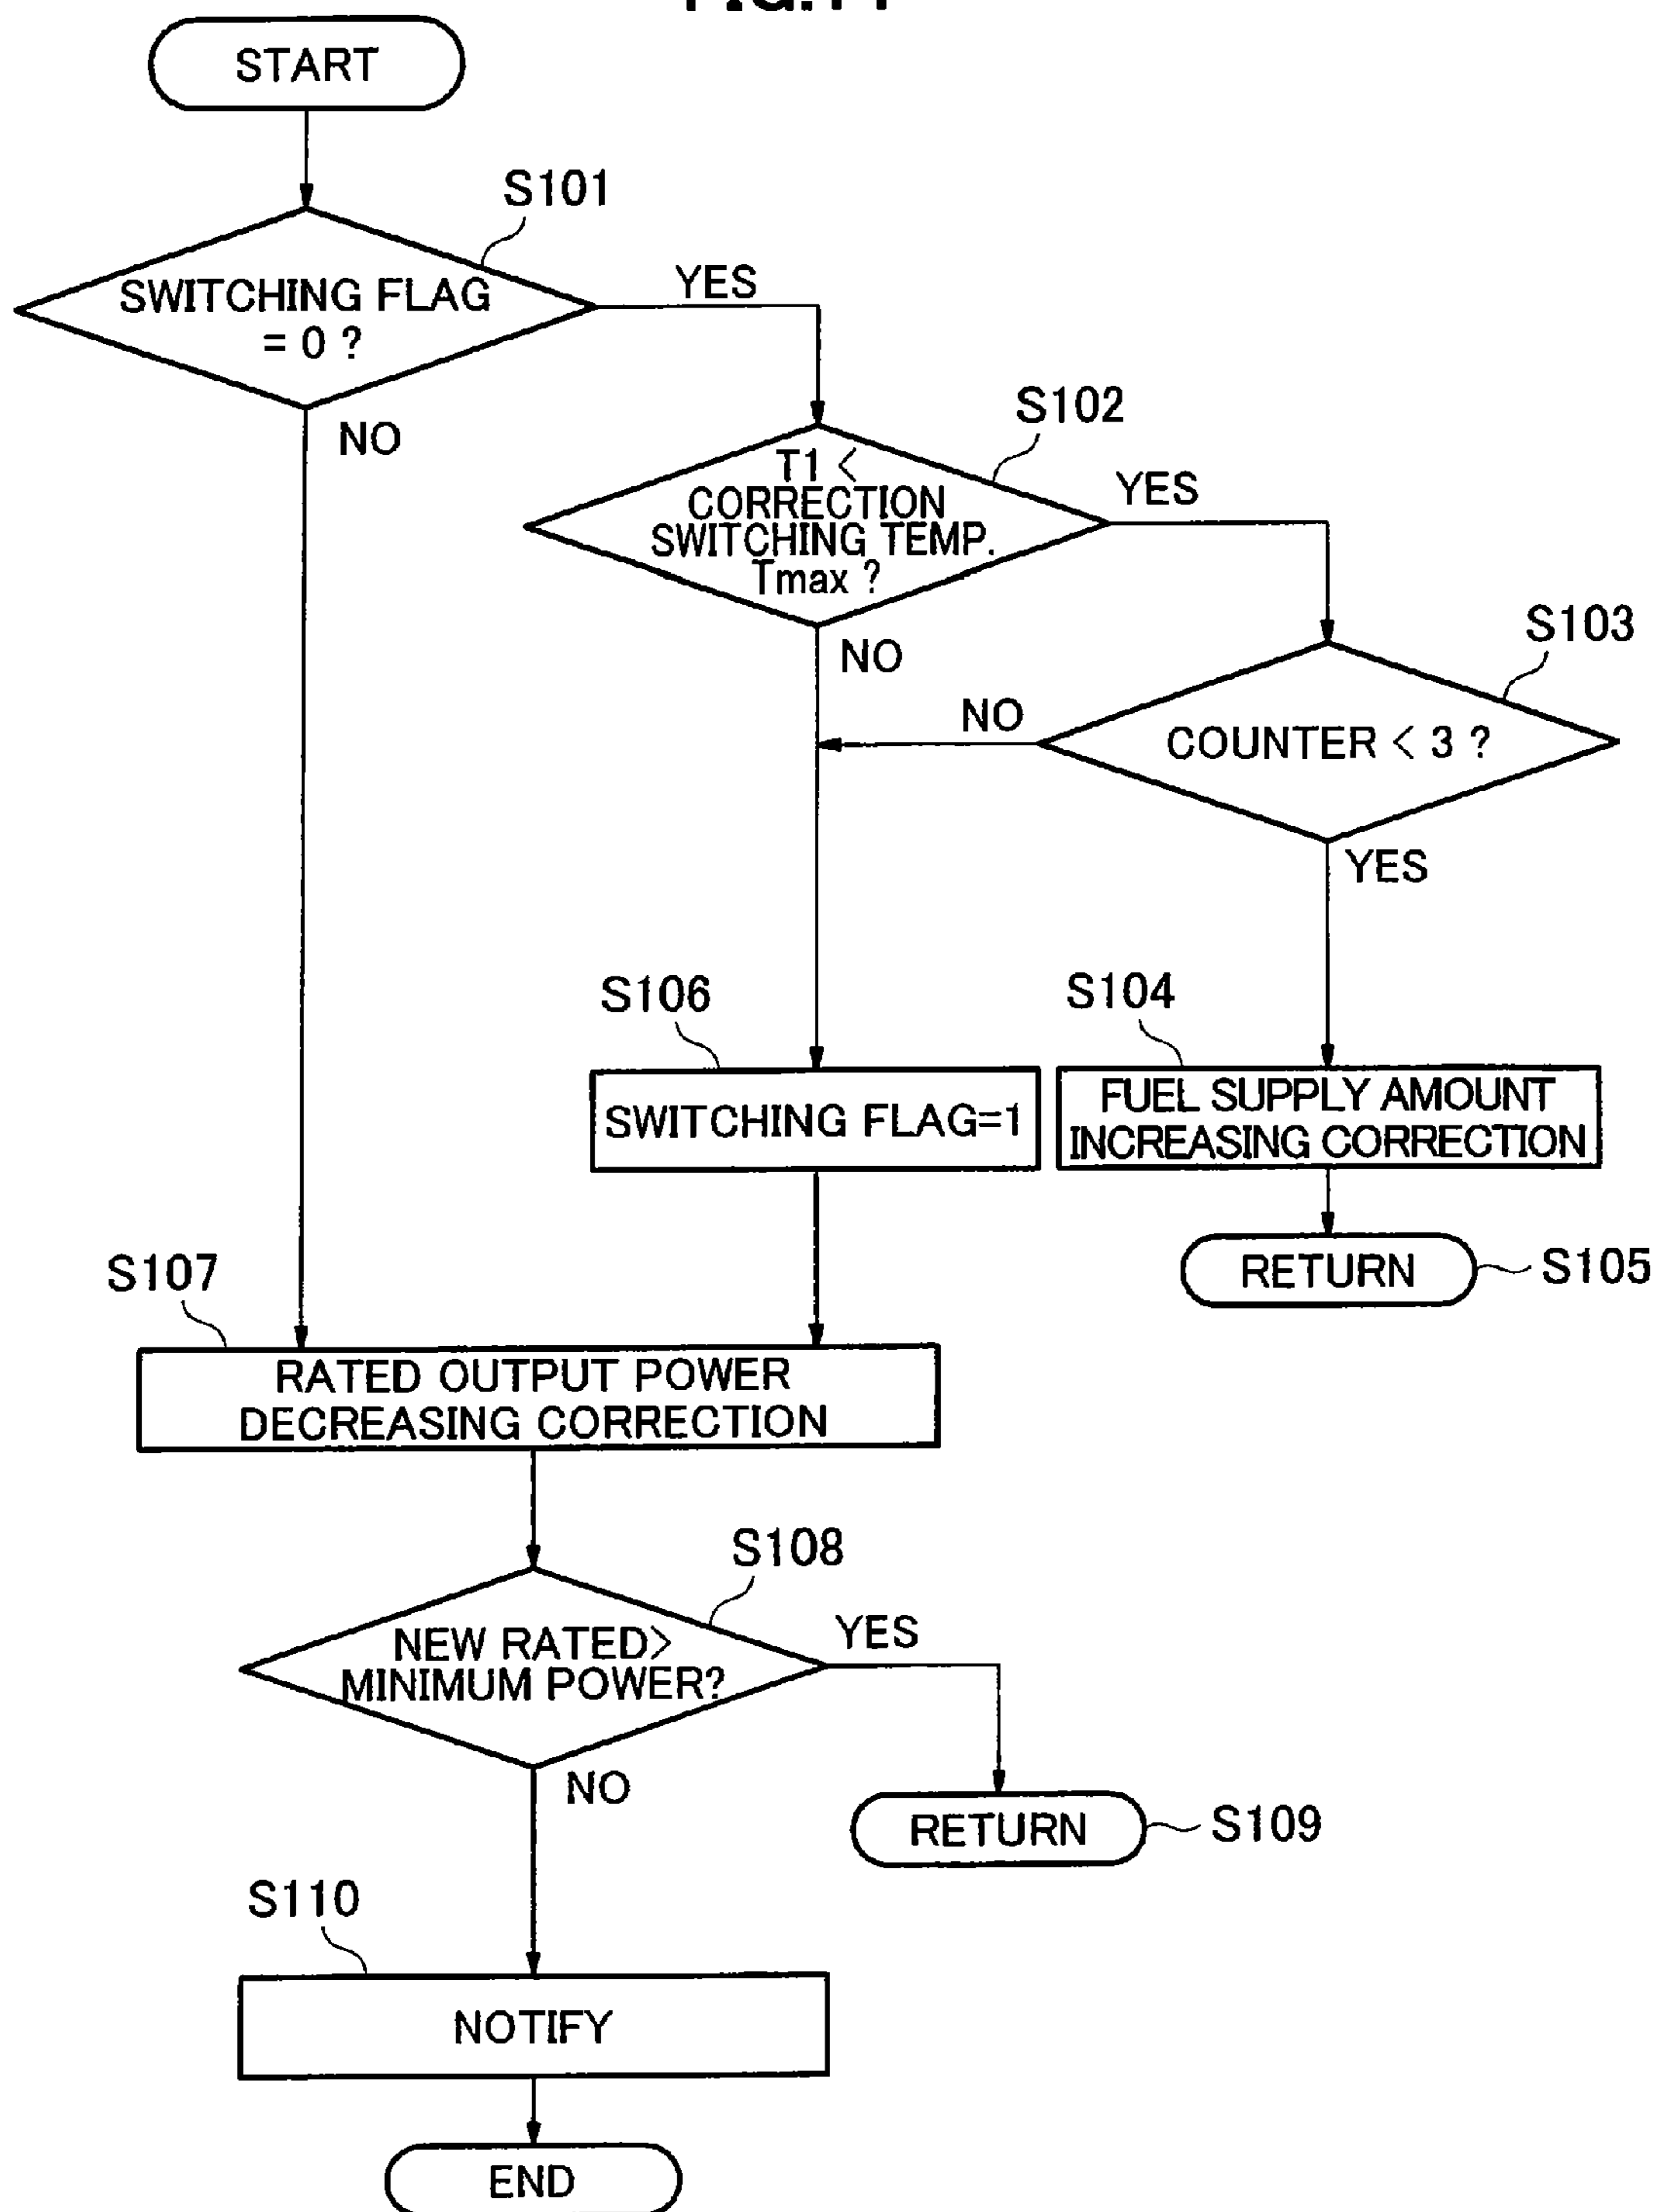 START
S101
SWITCHING FLAG
= 0 ?
YES
NO
S102
T1 <
CORRECTION
SWITCHING TEMP.
Tmax ?
YES
NO
S103
COUNTER < 3 ?
NO
YES
S106
S104
SWITCHING FLAG=1
FUEL SUPPLY AMOUNT
INCREASING CORRECTION
RETURN
S105
S107
RATED OUTPUT POWER
DECREASING CORRECTION
S108
NEW RATED>
MINIMUM POWER?
YES
NO
RETURN
S109
S110
NOTIFY
END